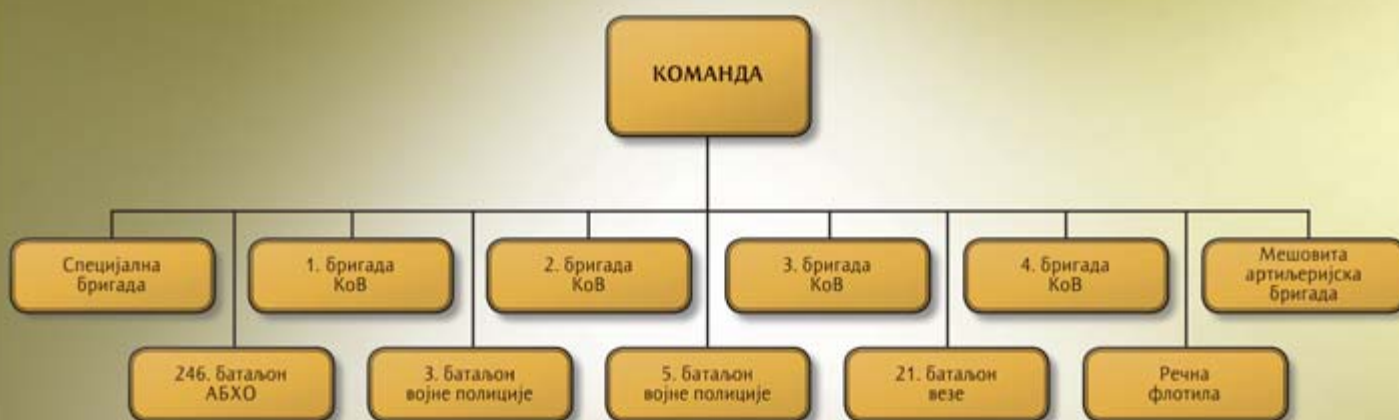 КОМАНДА
Специјална
бригада
1. бригада
КоВ
2. бригада
КоВ
3. бригада
КоВ
4. бригада
КоВ
Мешовита
артиљеријска
бригада
246. батаљон
АБХО
3. батаљон
војне полиције
5. батаљон
војне полиције
21. батаљон
везе
Речна
флотила